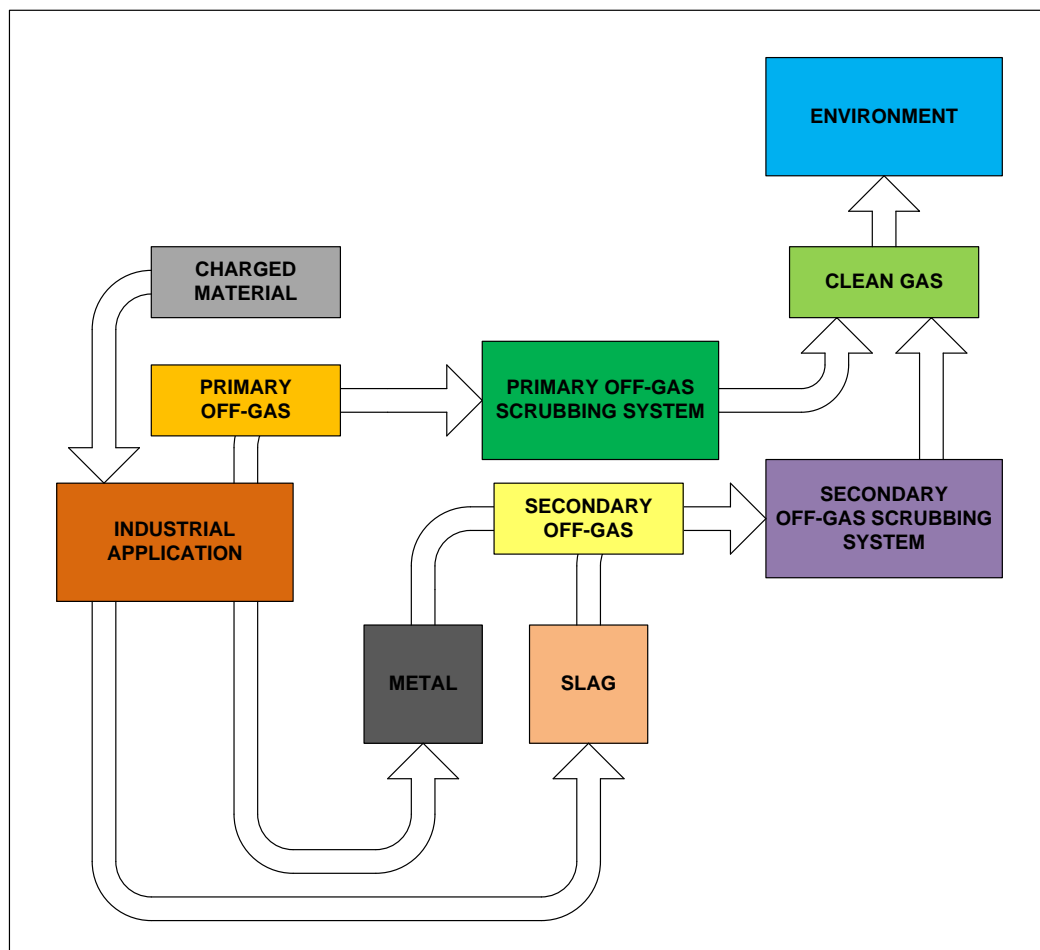 ENVIRONMENT
CHARGED
MATERIAL
CLEAN GAS
PRIMARY
OFF-GAS
PRIMARY OFF-GAS
SCRUBBING SYSTEM
INDUSTRIAL
APPLICATION
SECONDARY
OFF-GAS
SECONDARY
OFF-GAS SCRUBBING
SYSTEM
METAL
SLAG